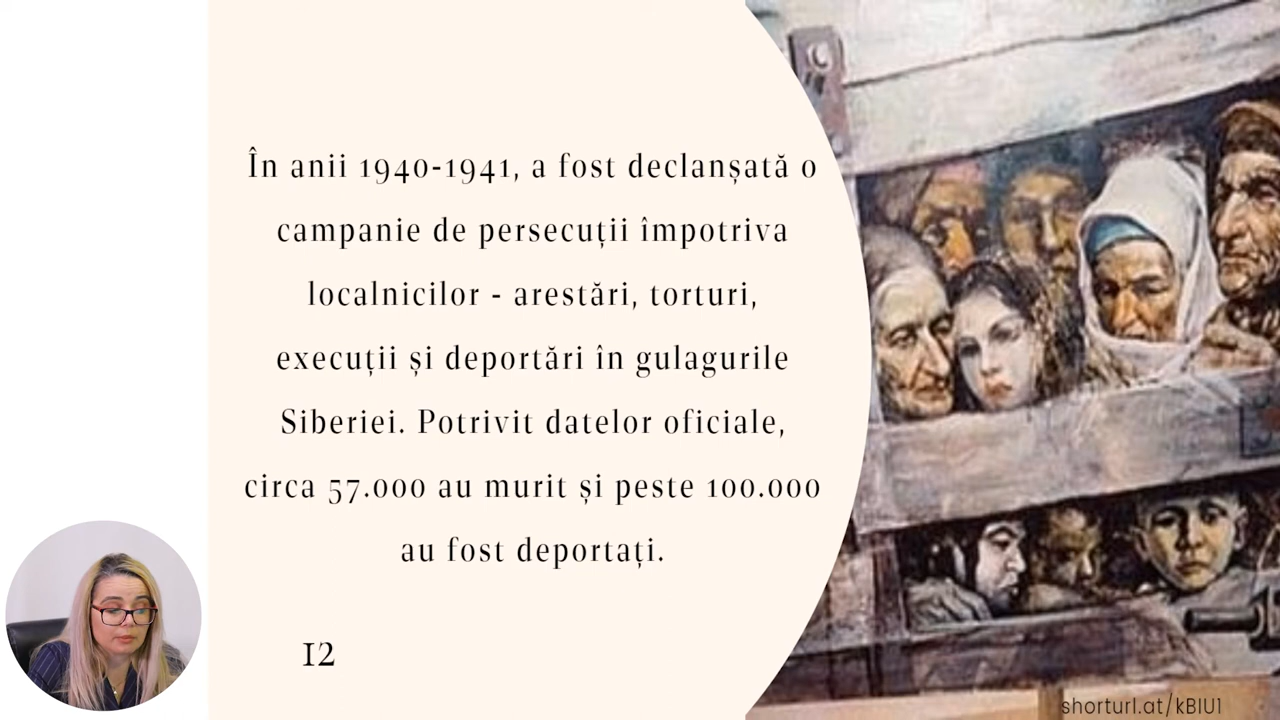 În anii 1940-1941, a fost declanșată o
campanie de persecuții împotriva
localnicilor - arestări, torturi,
execuții și deportări în gulagurile
Siberiei. Potrivit datelor oficiale,
circa 57.000 au murit și peste 100.000
au fost deportați.
12
shorturl.at/kBIU1